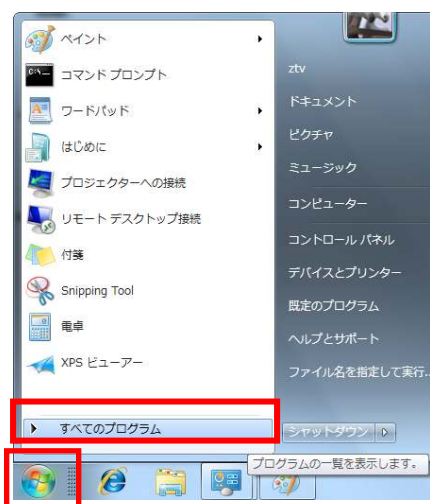 ペイント
コマンド プロンプト
ワードパッド
はじめに
プロジェクターへの接続
リモート デスクトップ接続
付箋
Snipping Tool
電卓
XPS ビューアー
すべてのプログラム
ztv
ドキュメント
ピクチャ
ミュージック
コンピューター
コントロール パネル
デバイスとプリンター
既定のプログラム
ヘルプとサポート
ファイル名を指定して実行..
シャットダウン
プログラムの一覧を表示します。